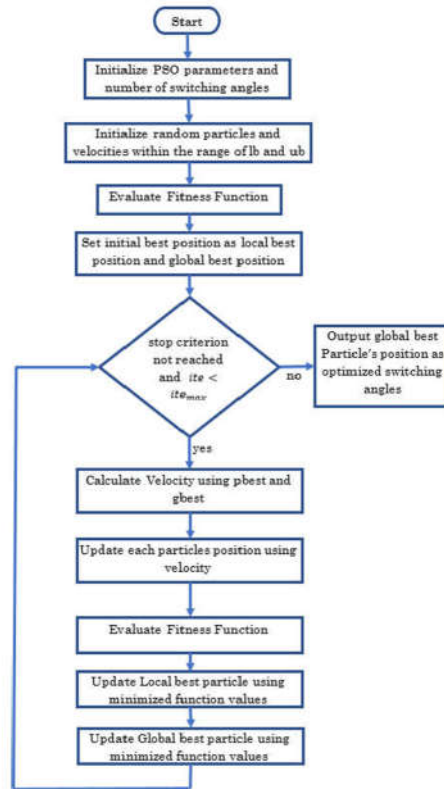 Start
Initialize PSO parameters and
number of switching angles
Initialize random particles and
velocities within the range of lb and ub
Evaluate Fitness Function
Set initial best position as local best
position and global best position
stop criterion
not reached
and ite <
ite_max
no
Output global best
Particle's position as
optimized switching
angles
yes
Calculate Velocity using pbest and
gbest
Update each particles position using
velocity
Evaluate Fitness Function
Update Local best particle using
minimized function values
Update Global best particle using
minimized function values